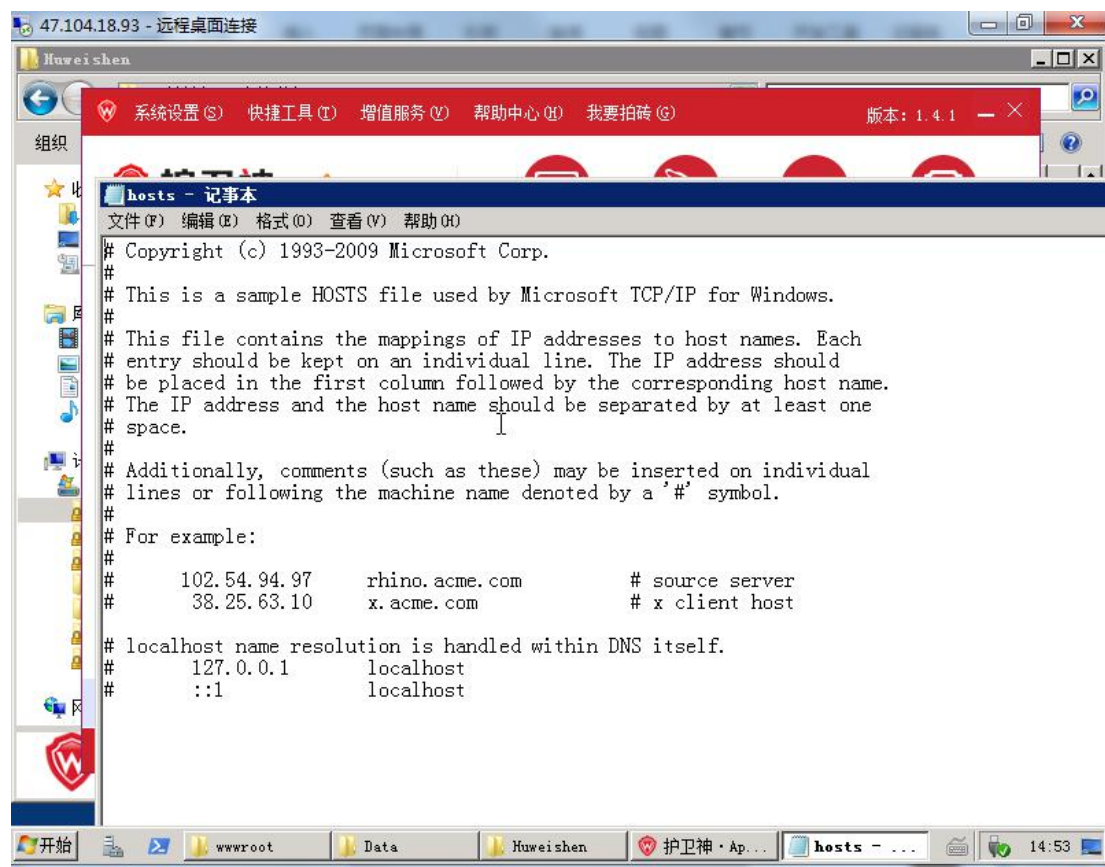 47.104.18.93 - 远程桌面连接
Huweishen
系统设置(S) 快捷工具(T) 增值服务(V) 帮助中心(H) 我要拍砖(G) 版本: 1.4.1
组织
hosts - 记事本
文件(F) 编辑(E) 格式(O) 查看(V) 帮助(H)
# Copyright (c) 1993-2009 Microsoft Corp.
#
# This is a sample HOSTS file used by Microsoft TCP/IP for Windows.
#
# This file contains the mappings of IP addresses to host names. Each
# entry should be kept on an individual line. The IP address should
# be placed in the first column followed by the corresponding host name.
# The IP address and the host name should be separated by at least one
# space.
#
# Additionally, comments (such as these) may be inserted on individual
# lines or following the machine name denoted by a '#' symbol.
#
# For example:
#
# 102.54.94.97 rhino.acme.com # source server
# 38.25.63.10 x.acme.com # x client host
# localhost name resolution is handled within DNS itself.
# 127.0.0.1 localhost
# ::1 localhost
开始 wwwroot Data Huweishen 护卫神·Ap... hosts - ... 14:53